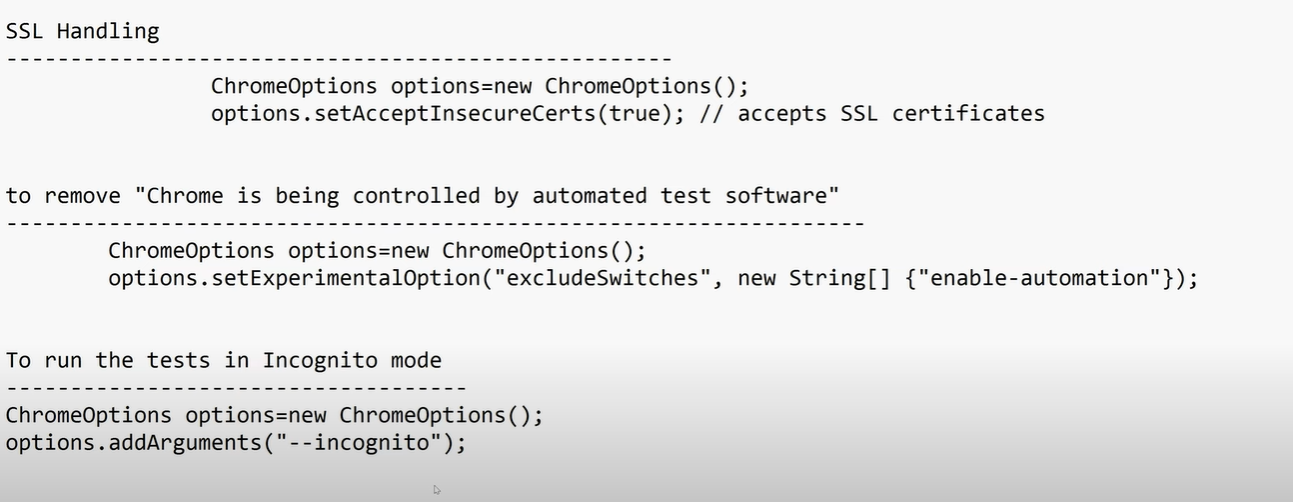 SSL Handling
----------------------------------------------------
ChromeOptions options=new ChromeOptions();
options.setAcceptInsecureCerts(true); // accepts SSL certificates
to remove "Chrome is being controlled by automated test software"
-------------------------------------------------------------------
ChromeOptions options=new ChromeOptions();
options.setExperimentalOption("excludeSwitches", new String[] {"enable-automation"});
To run the tests in Incognito mode
------------------------------------
ChromeOptions options=new ChromeOptions();
options.addArguments("--incognito");